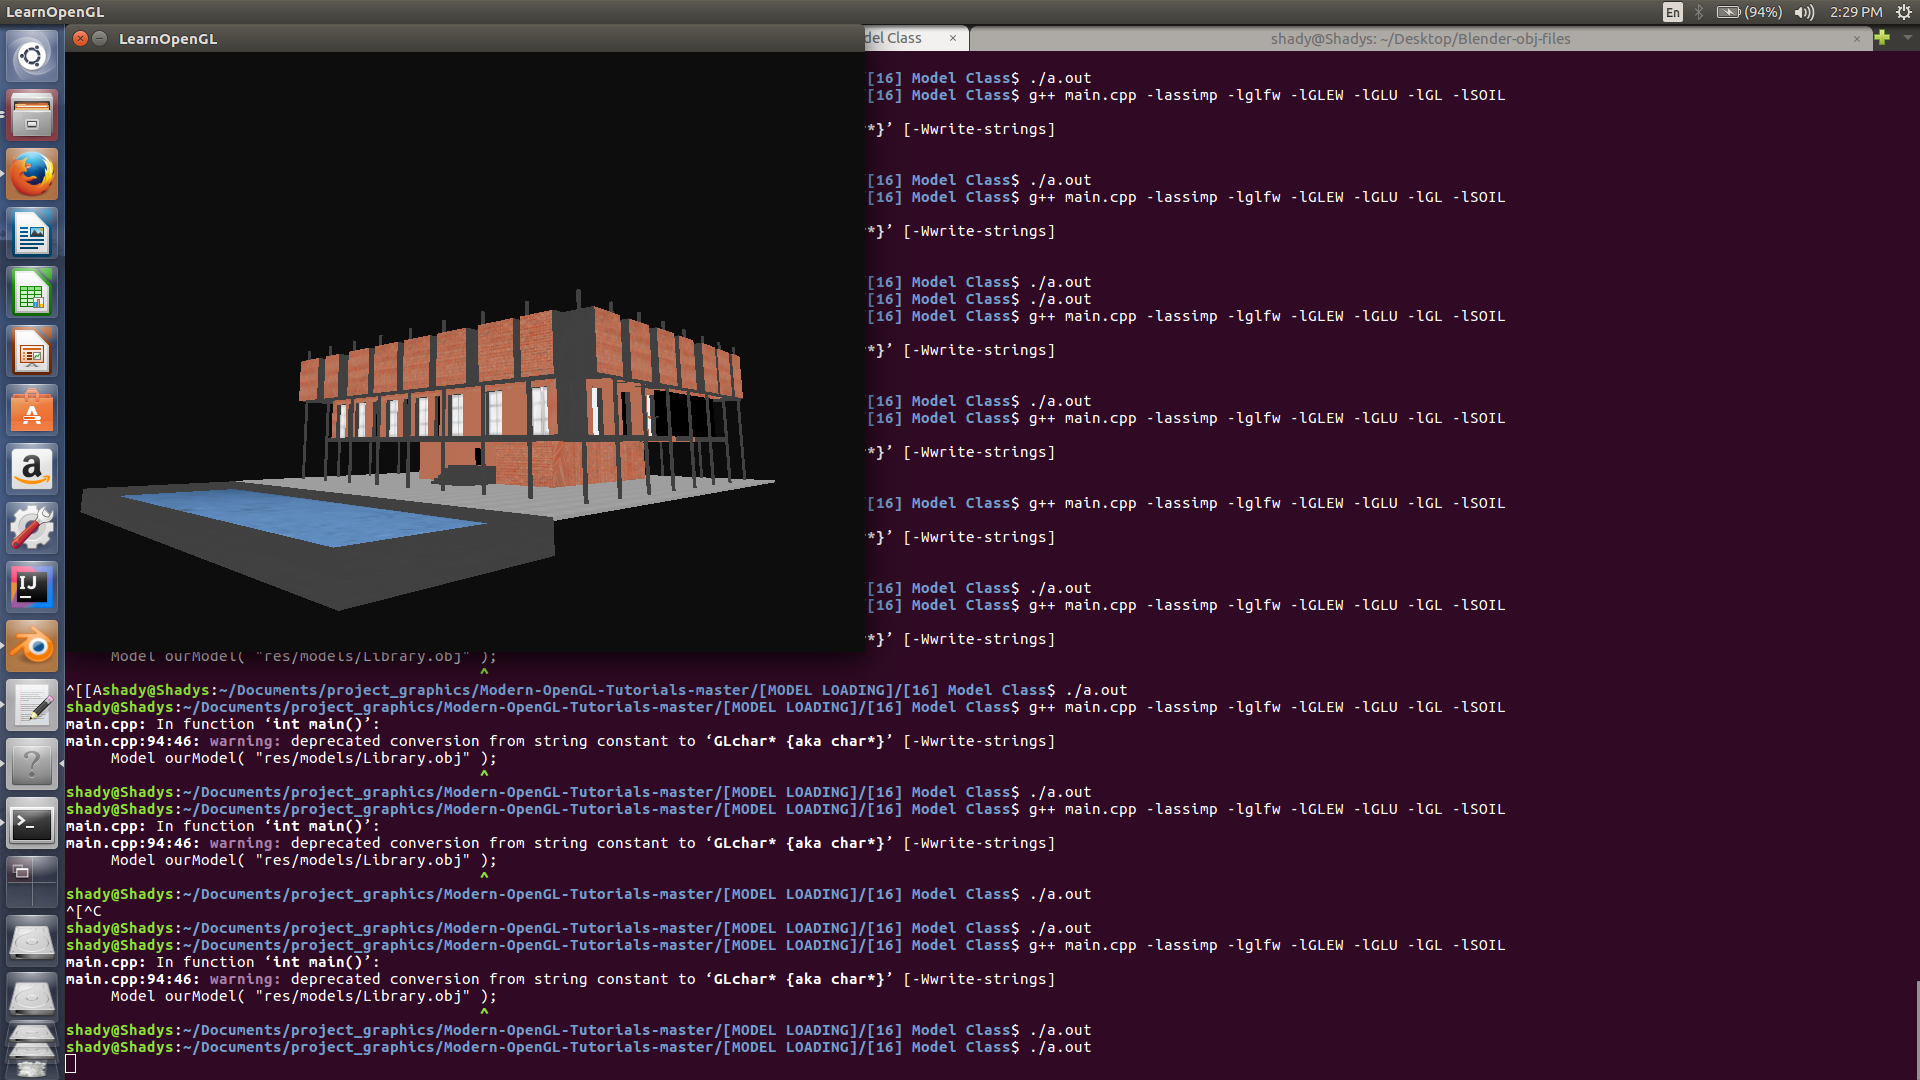 LearnOpenGL
En
(94%)
2:29 PM
LearnOpenGL
del Class
shady@Shadys: ~/Desktop/Blender-obj-files
[16] Model Class$ ./a.out
[16] Model Class$ g++ main.cpp -lassimp -lglfw -lGLEW -lGLU -lGL -lSOIL
*}’ [-Wwrite-strings]
[16] Model Class$ ./a.out
[16] Model Class$ g++ main.cpp -lassimp -lglfw -lGLEW -lGLU -lGL -lSOIL
*}’ [-Wwrite-strings]
[16] Model Class$ ./a.out
[16] Model Class$ ./a.out
[16] Model Class$ g++ main.cpp -lassimp -lglfw -lGLEW -lGLU -lGL -lSOIL
*}’ [-Wwrite-strings]
[16] Model Class$ ./a.out
[16] Model Class$ g++ main.cpp -lassimp -lglfw -lGLEW -lGLU -lGL -lSOIL
*}’ [-Wwrite-strings]
[16] Model Class$ g++ main.cpp -lassimp -lglfw -lGLEW -lGLU -lGL -lSOIL
*}’ [-Wwrite-strings]
[16] Model Class$ ./a.out
[16] Model Class$ g++ main.cpp -lassimp -lglfw -lGLEW -lGLU -lGL -lSOIL
*}’ [-Wwrite-strings]
Model ourModel( "res/models/Library.obj" );
^
^[[Ashady@Shadys:~/Documents/project_graphics/Modern-OpenGL-Tutorials-master/[MODEL LOADING]/[16] Model Class$ ./a.out
shady@Shadys:~/Documents/project_graphics/Modern-OpenGL-Tutorials-master/[MODEL LOADING]/[16] Model Class$ g++ main.cpp -lassimp -lglfw -lGLEW -lGLU -lGL -lSOIL
main.cpp: In function ‘int main()’:
main.cpp:94:46: warning: deprecated conversion from string constant to ‘GLchar* {aka char*}’ [-Wwrite-strings]
Model ourModel( "res/models/Library.obj" );
^
shady@Shadys:~/Documents/project_graphics/Modern-OpenGL-Tutorials-master/[MODEL LOADING]/[16] Model Class$ ./a.out
shady@Shadys:~/Documents/project_graphics/Modern-OpenGL-Tutorials-master/[MODEL LOADING]/[16] Model Class$ g++ main.cpp -lassimp -lglfw -lGLEW -lGLU -lGL -lSOIL
main.cpp: In function ‘int main()’:
main.cpp:94:46: warning: deprecated conversion from string constant to ‘GLchar* {aka char*}’ [-Wwrite-strings]
Model ourModel( "res/models/Library.obj" );
^
shady@Shadys:~/Documents/project_graphics/Modern-OpenGL-Tutorials-master/[MODEL LOADING]/[16] Model Class$ ./a.out
^[^C
shady@Shadys:~/Documents/project_graphics/Modern-OpenGL-Tutorials-master/[MODEL LOADING]/[16] Model Class$ ./a.out
shady@Shadys:~/Documents/project_graphics/Modern-OpenGL-Tutorials-master/[MODEL LOADING]/[16] Model Class$ g++ main.cpp -lassimp -lglfw -lGLEW -lGLU -lGL -lSOIL
main.cpp: In function ‘int main()’:
main.cpp:94:46: warning: deprecated conversion from string constant to ‘GLchar* {aka char*}’ [-Wwrite-strings]
Model ourModel( "res/models/Library.obj" );
^
shady@Shadys:~/Documents/project_graphics/Modern-OpenGL-Tutorials-master/[MODEL LOADING]/[16] Model Class$ ./a.out
shady@Shadys:~/Documents/project_graphics/Modern-OpenGL-Tutorials-master/[MODEL LOADING]/[16] Model Class$ ./a.out